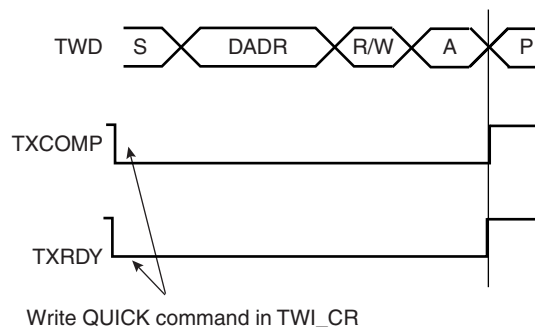 TWD S DADR R/W A P
TXCOMP
TXRDY
Write QUICK command in TWI_CR